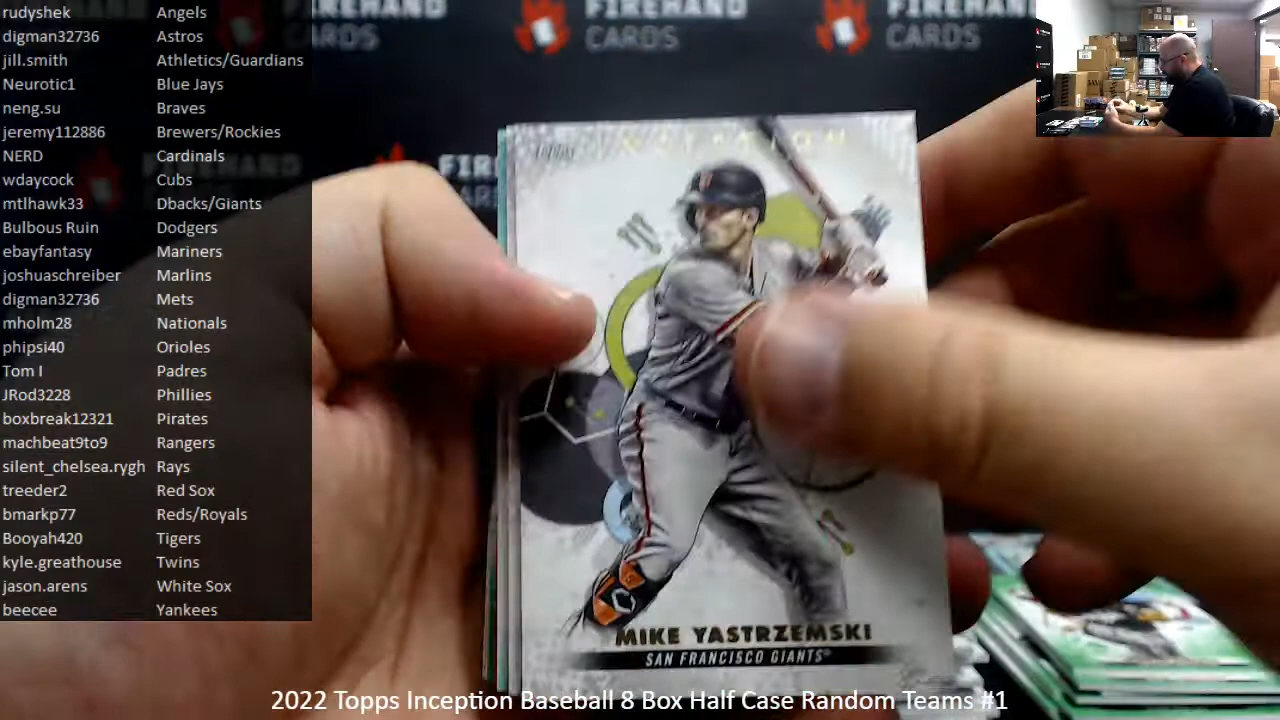 rudyshek Angels
digman32736 Astros
jill.smith Athletics/Guardians
Neurotic1 Blue Jays
neng.su Braves
jeremy112886 Brewers/Rockies
NERD Cardinals
wdaycock Cubs
mtlhawk33 Dbacks/Giants
Bulbous Ruin Dodgers
ebayfantasy Mariners
joshuaschreiber Marlins
digman32736 Mets
mholm28 Nationals
phipsi40 Orioles
Tom I Padres
JRod3228 Phillies
boxbreak12321 Pirates
machbeat9to9 Rangers
silent_chelsea.rygh Rays
treeder2 Red Sox
bmarkp77 Reds/Royals
Booyah420 Tigers
kyle.greathouse Twins
jason.arens White Sox
beecee Yankees
FIREHAND
CARDS
FIREHAND
CARDS
FIREHAND
CARDS
MIKE YASTRZEMSKI
SAN FRANCISCO GIANTS®
2022 Topps Inception Baseball 8 Box Half Case Random Teams #1